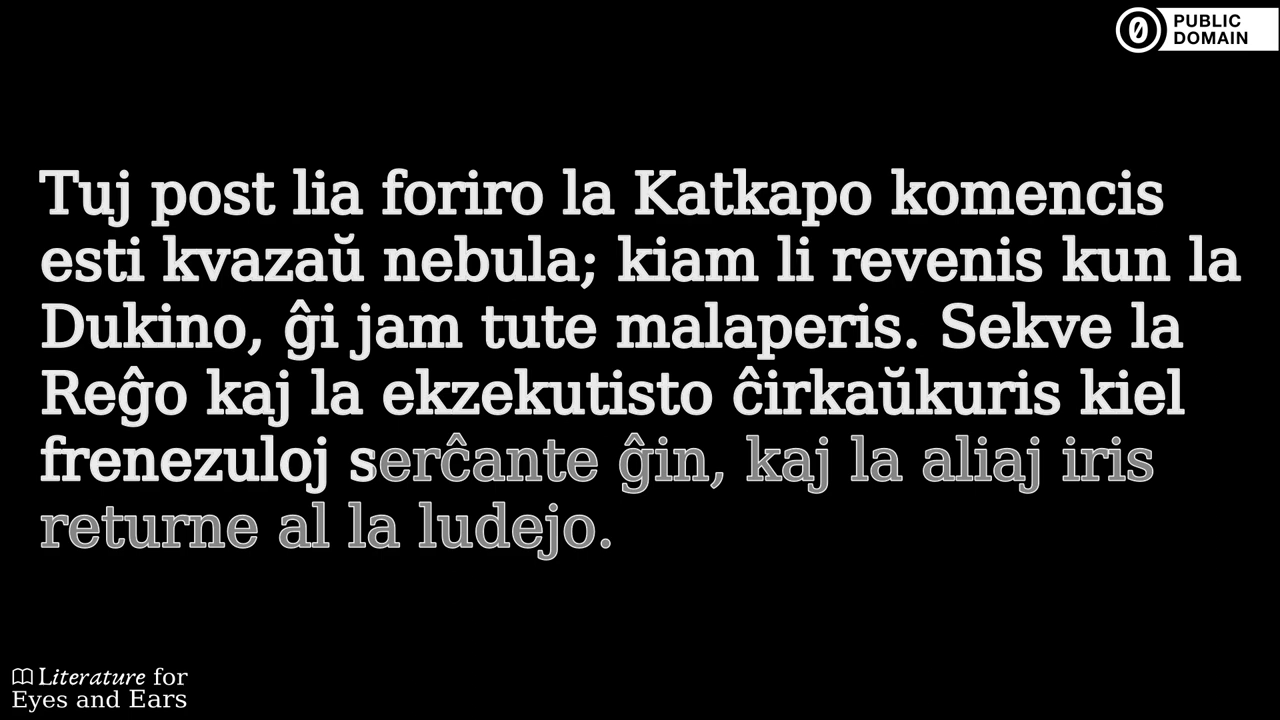 PUBLIC
DOMAIN
Tuj post lia foriro la Katkapo komencis
esti kvazaŭ nebula; kiam li revenis kun la
Dukino, ĝi jam tute malaperis. Sekve la
Reĝo kaj la ekzekutisto ĉirkaŭkuris kiel
frenezuloj serĉante ĝin, kaj la aliaj iris
returne al la ludejo.
Literature for
Eyes and Ears